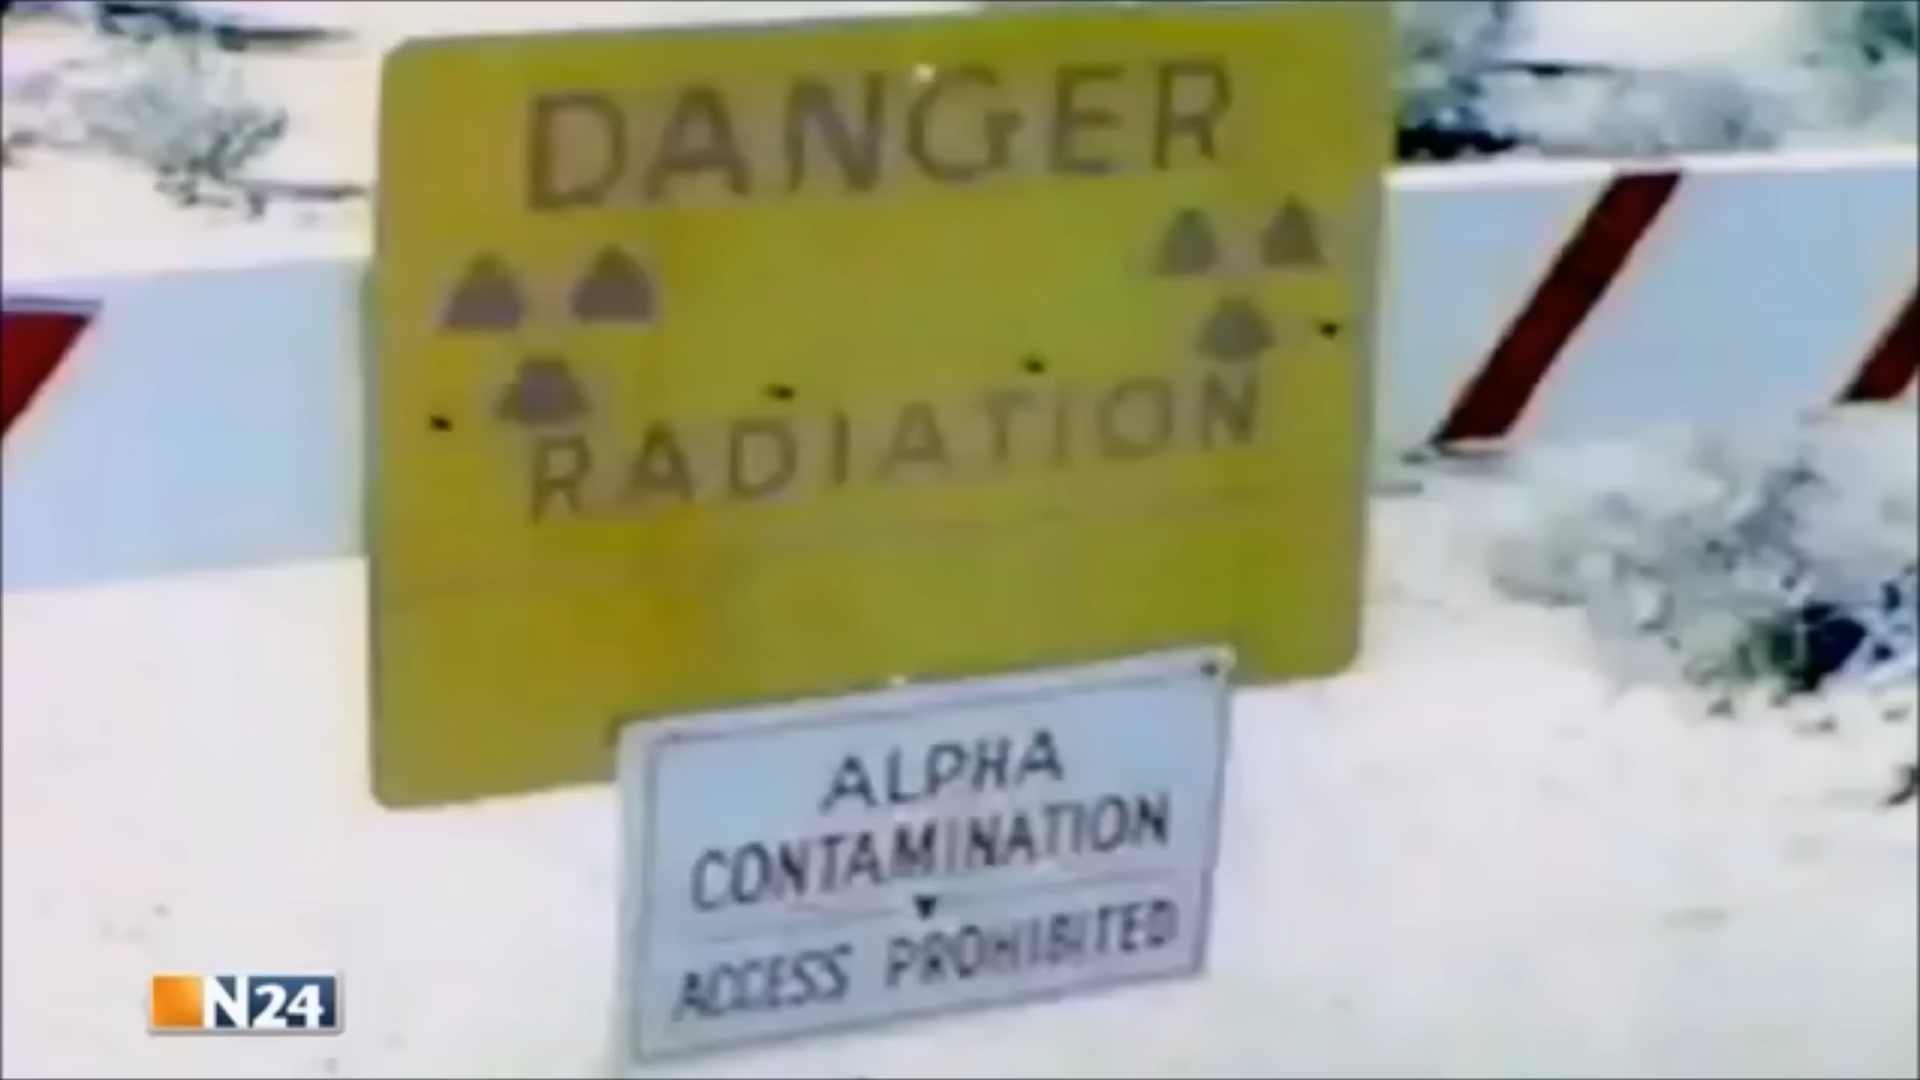 DANGER
RADIATION
ALPHA
CONTAMINATION
ACCESS PROHIBITED
N24